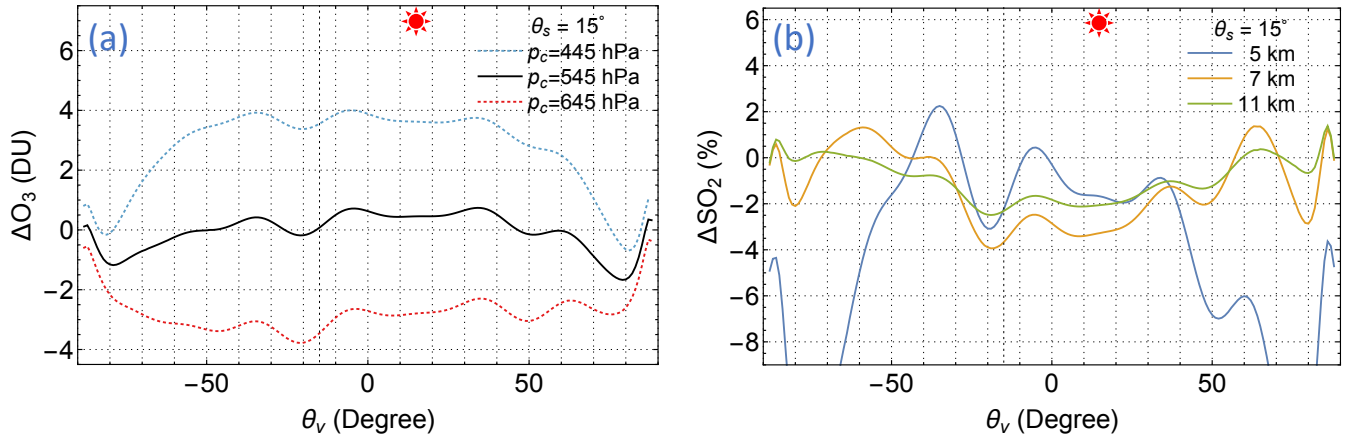 (a)
θs = 15°
pc=445 hPa
pc=545 hPa
pc=645 hPa
6
4
2
0
−2
−4
ΔO3 (DU)
−50
0
50
θv (Degree)
(b)
θs = 15°
5 km
7 km
11 km
6
4
2
0
−2
−4
−6
−8
ΔSO2 (%)
−50
0
50
θv (Degree)